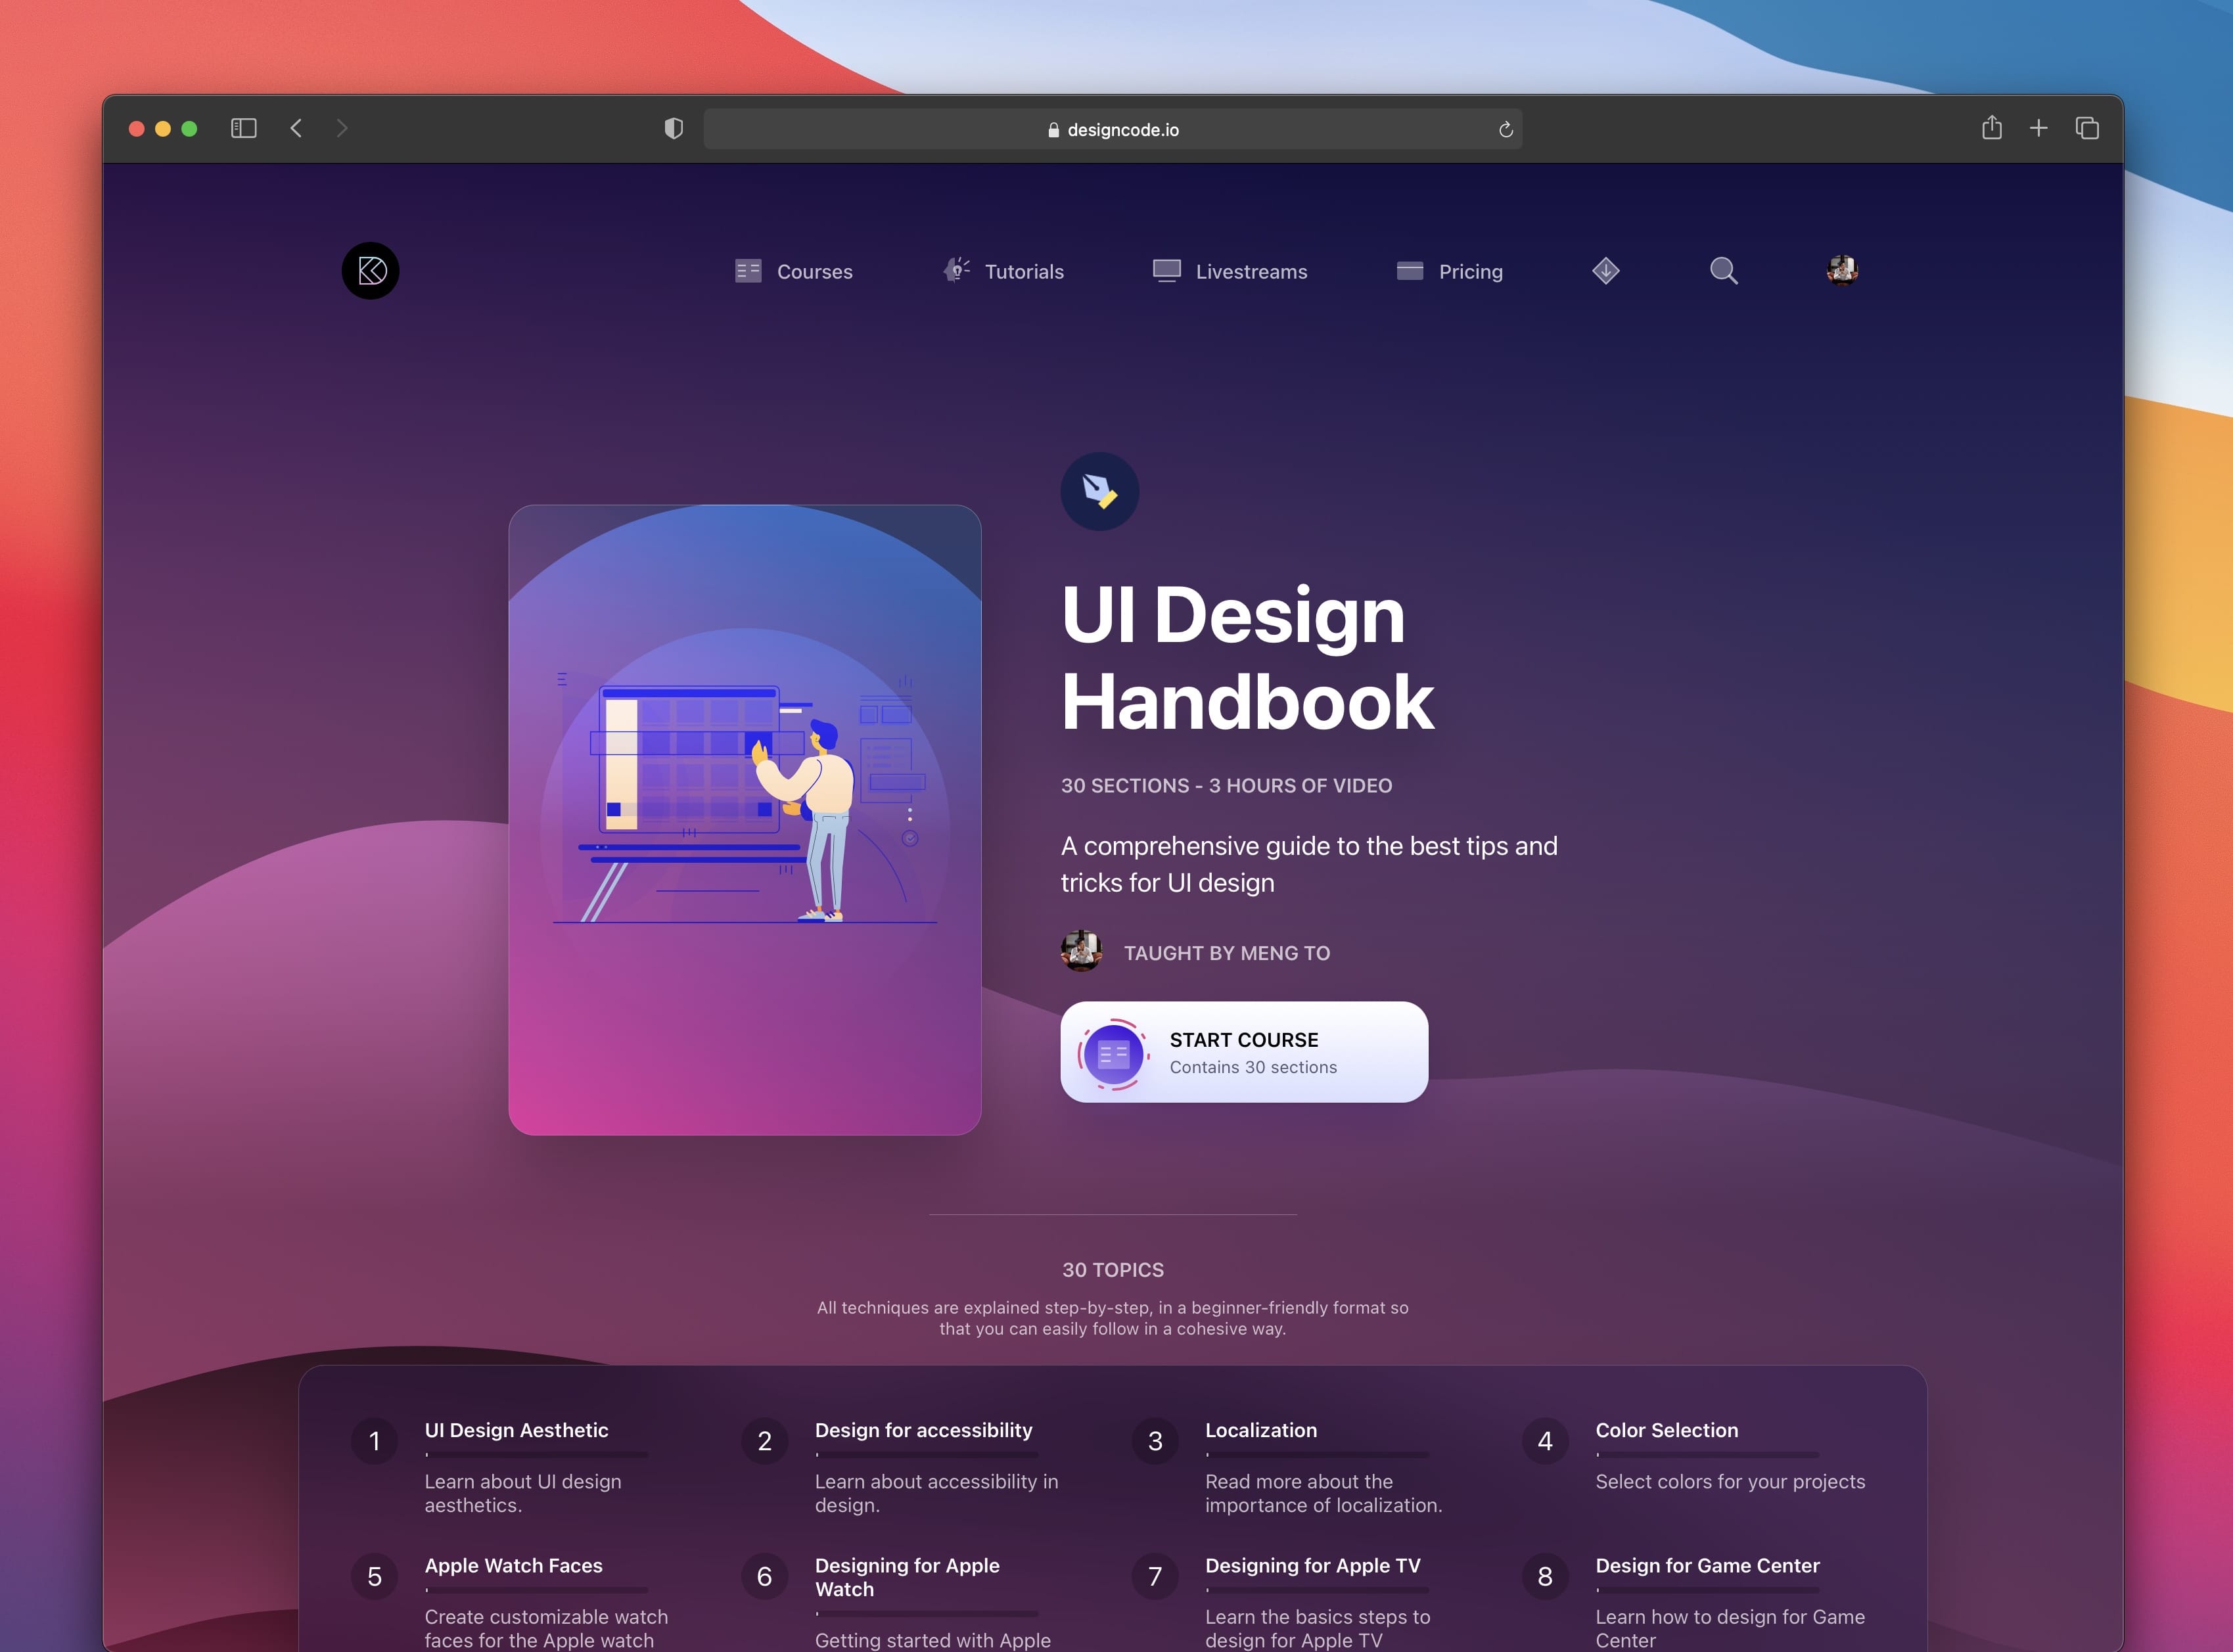 designcode.io
Courses
Tutorials
Livestreams
Pricing
UI Design
Handbook
30 SECTIONS - 3 HOURS OF VIDEO
A comprehensive guide to the best tips and
tricks for UI design
TAUGHT BY MENG TO
START COURSE
Contains 30 sections
30 TOPICS
All techniques are explained step-by-step, in a beginner-friendly format so
that you can easily follow in a cohesive way.
1
UI Design Aesthetic
Learn about UI design
aesthetics.
2
Design for accessibility
Learn about accessibility in
design.
3
Localization
Read more about the
importance of localization.
4
Color Selection
Select colors for your projects
5
Apple Watch Faces
Create customizable watch
faces for the Apple watch
6
Designing for Apple
Watch
Getting started with Apple
7
Designing for Apple TV
Learn the basics steps to
design for Apple TV
8
Design for Game Center
Learn how to design for Game
Center